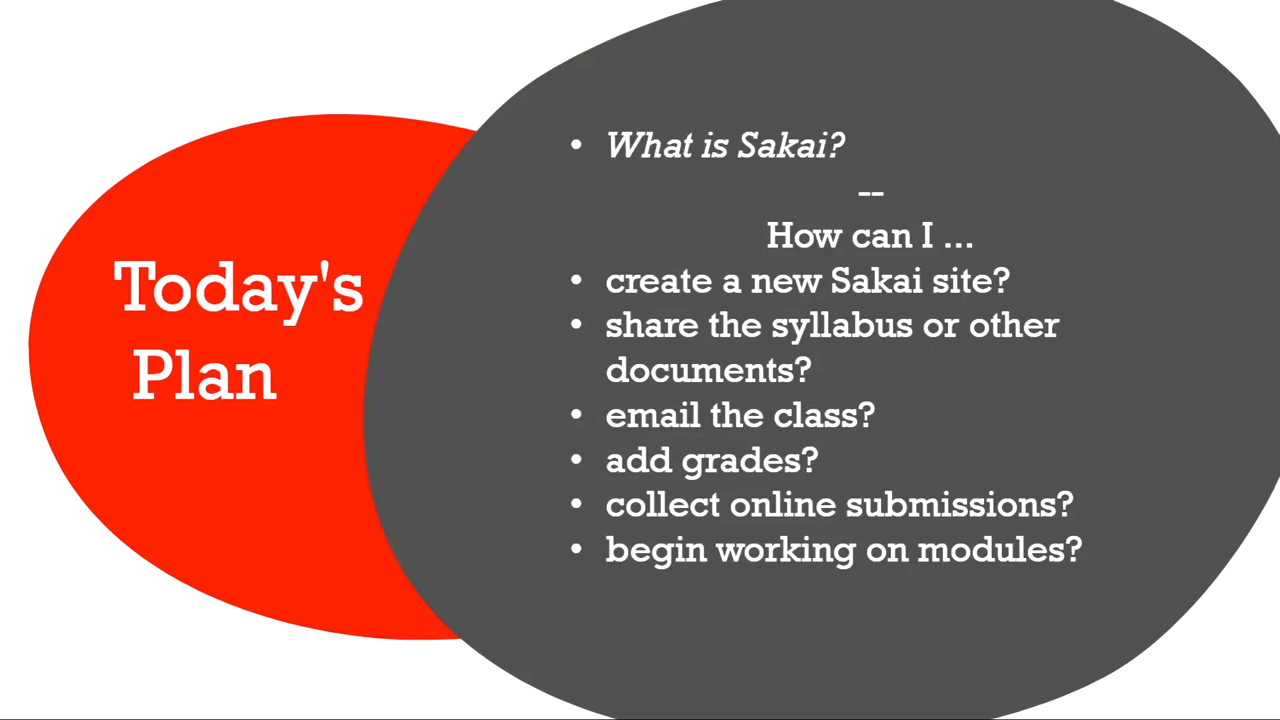 Today's
Plan
• What is Sakai?
--
How can I ...
• create a new Sakai site?
• share the syllabus or other
documents?
• email the class?
• add grades?
• collect online submissions?
• begin working on modules?